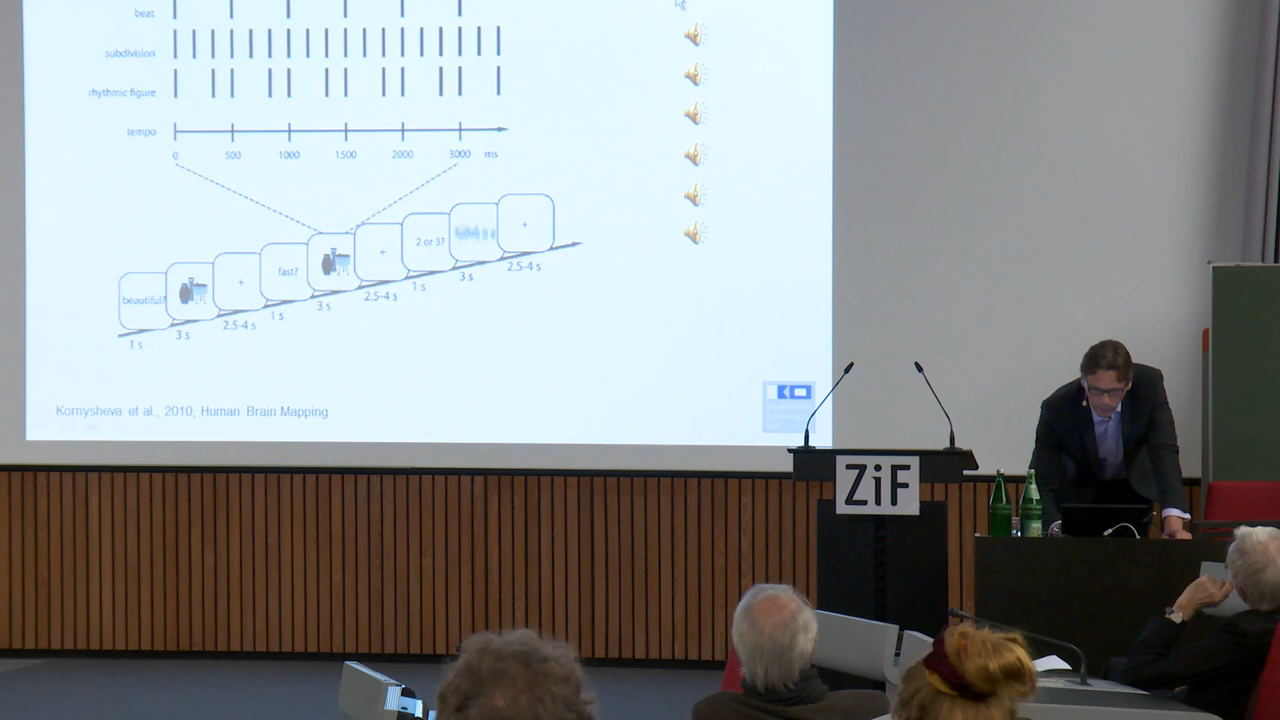 beat
subdivision
rhythmic figure
tempo
0 500 1000 1500 2000 3000 ms
beautiful?
fast?
+
+
2 or 3?
+
1 s
3 s
2.5-4 s
1 s
3 s
2.5-4 s
1 s
3 s
2.5-4 s
Kornysheva et al., 2010, Human Brain Mapping
ZiF